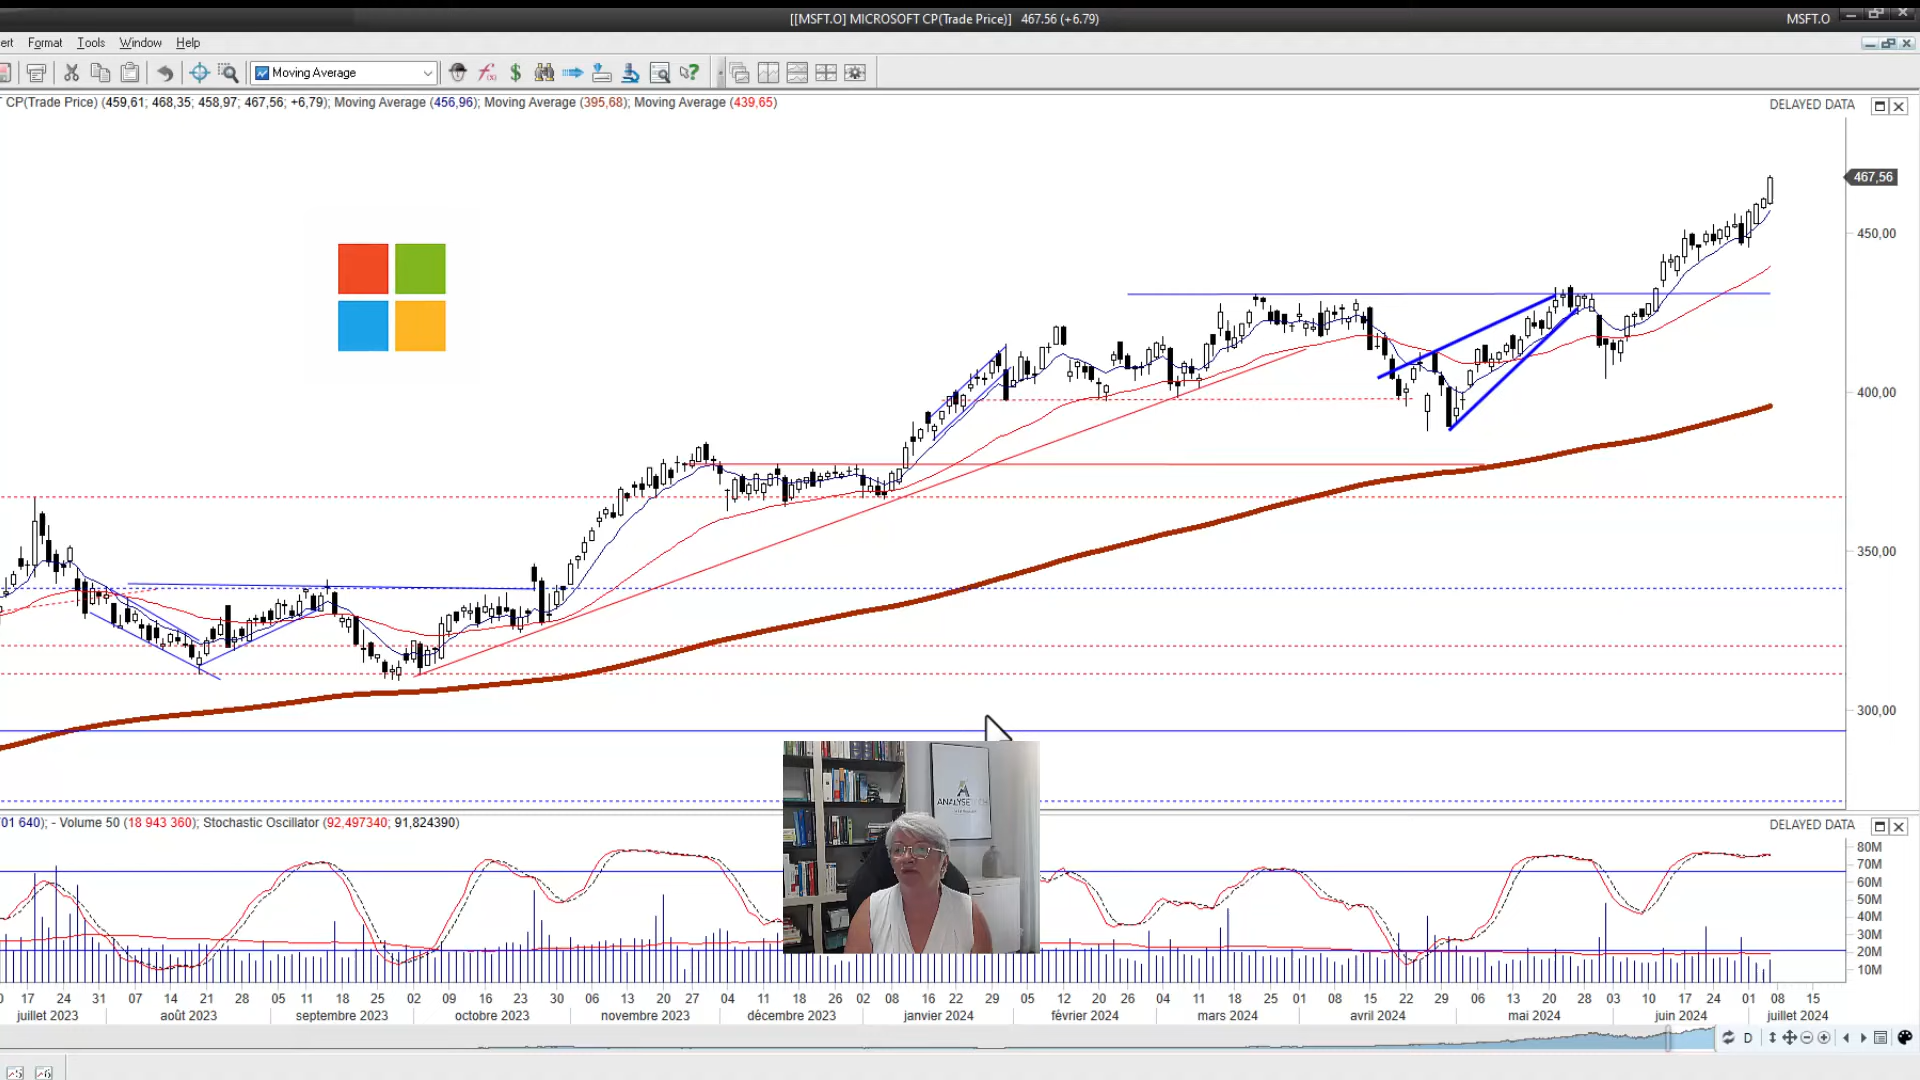 [[MSFT.O] MICROSOFT CP(Trade Price)] 467.56 (+6.79)
MSFT.O
ert Format Tools Window Help
Moving Average
T CP(Trade Price) (459,61; 468,35; 458,97; 467,56; +6,79); Moving Average (456,96); Moving Average (395,68); Moving Average (439,65)
DELAYED DATA
467,56
450,00
400,00
350,00
300,00
ANALYSE
01 640); - Volume 50 (18 943 360); Stochastic Oscillator (92,497340; 91,824390)
DELAYED DATA
80M
70M
60M
50M
40M
30M
20M
10M
17 24 31 07 14 21 28 05 11 18 25 02 09 16 23 30 06 13 20 27 04 11 18 26 02 08 16 22 29 05 12 20 26 04 11 18 25 01 08 15 22 29 06 13 20 28 03 10 17 24 01 08 15
juillet 2023 août 2023 septembre 2023 octobre 2023 novembre 2023 décembre 2023 janvier 2024 février 2024 mars 2024 avril 2024 mai 2024 juin 2024 juillet 2024
D